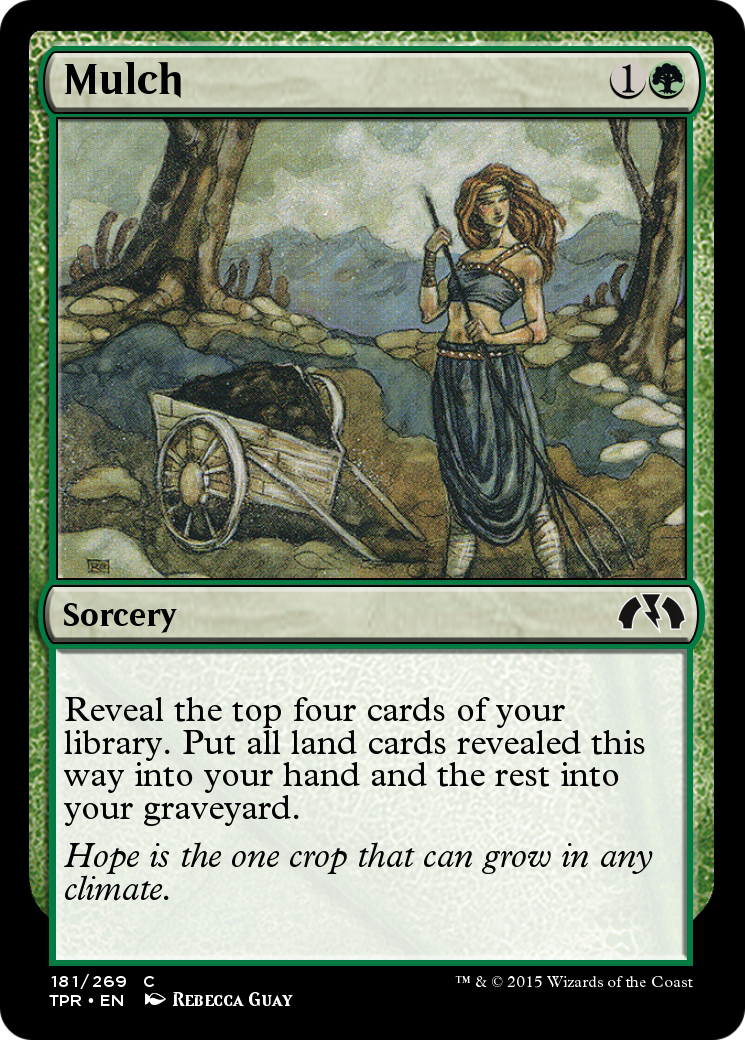 Mulch
1
Sorcery
Reveal the top four cards of your
library. Put all land cards revealed this
way into your hand and the rest into
your graveyard.
Hope is the one crop that can grow in any
climate.
181/269 C
TPR • EN Rebecca Guay
™ & © 2015 Wizards of the Coast